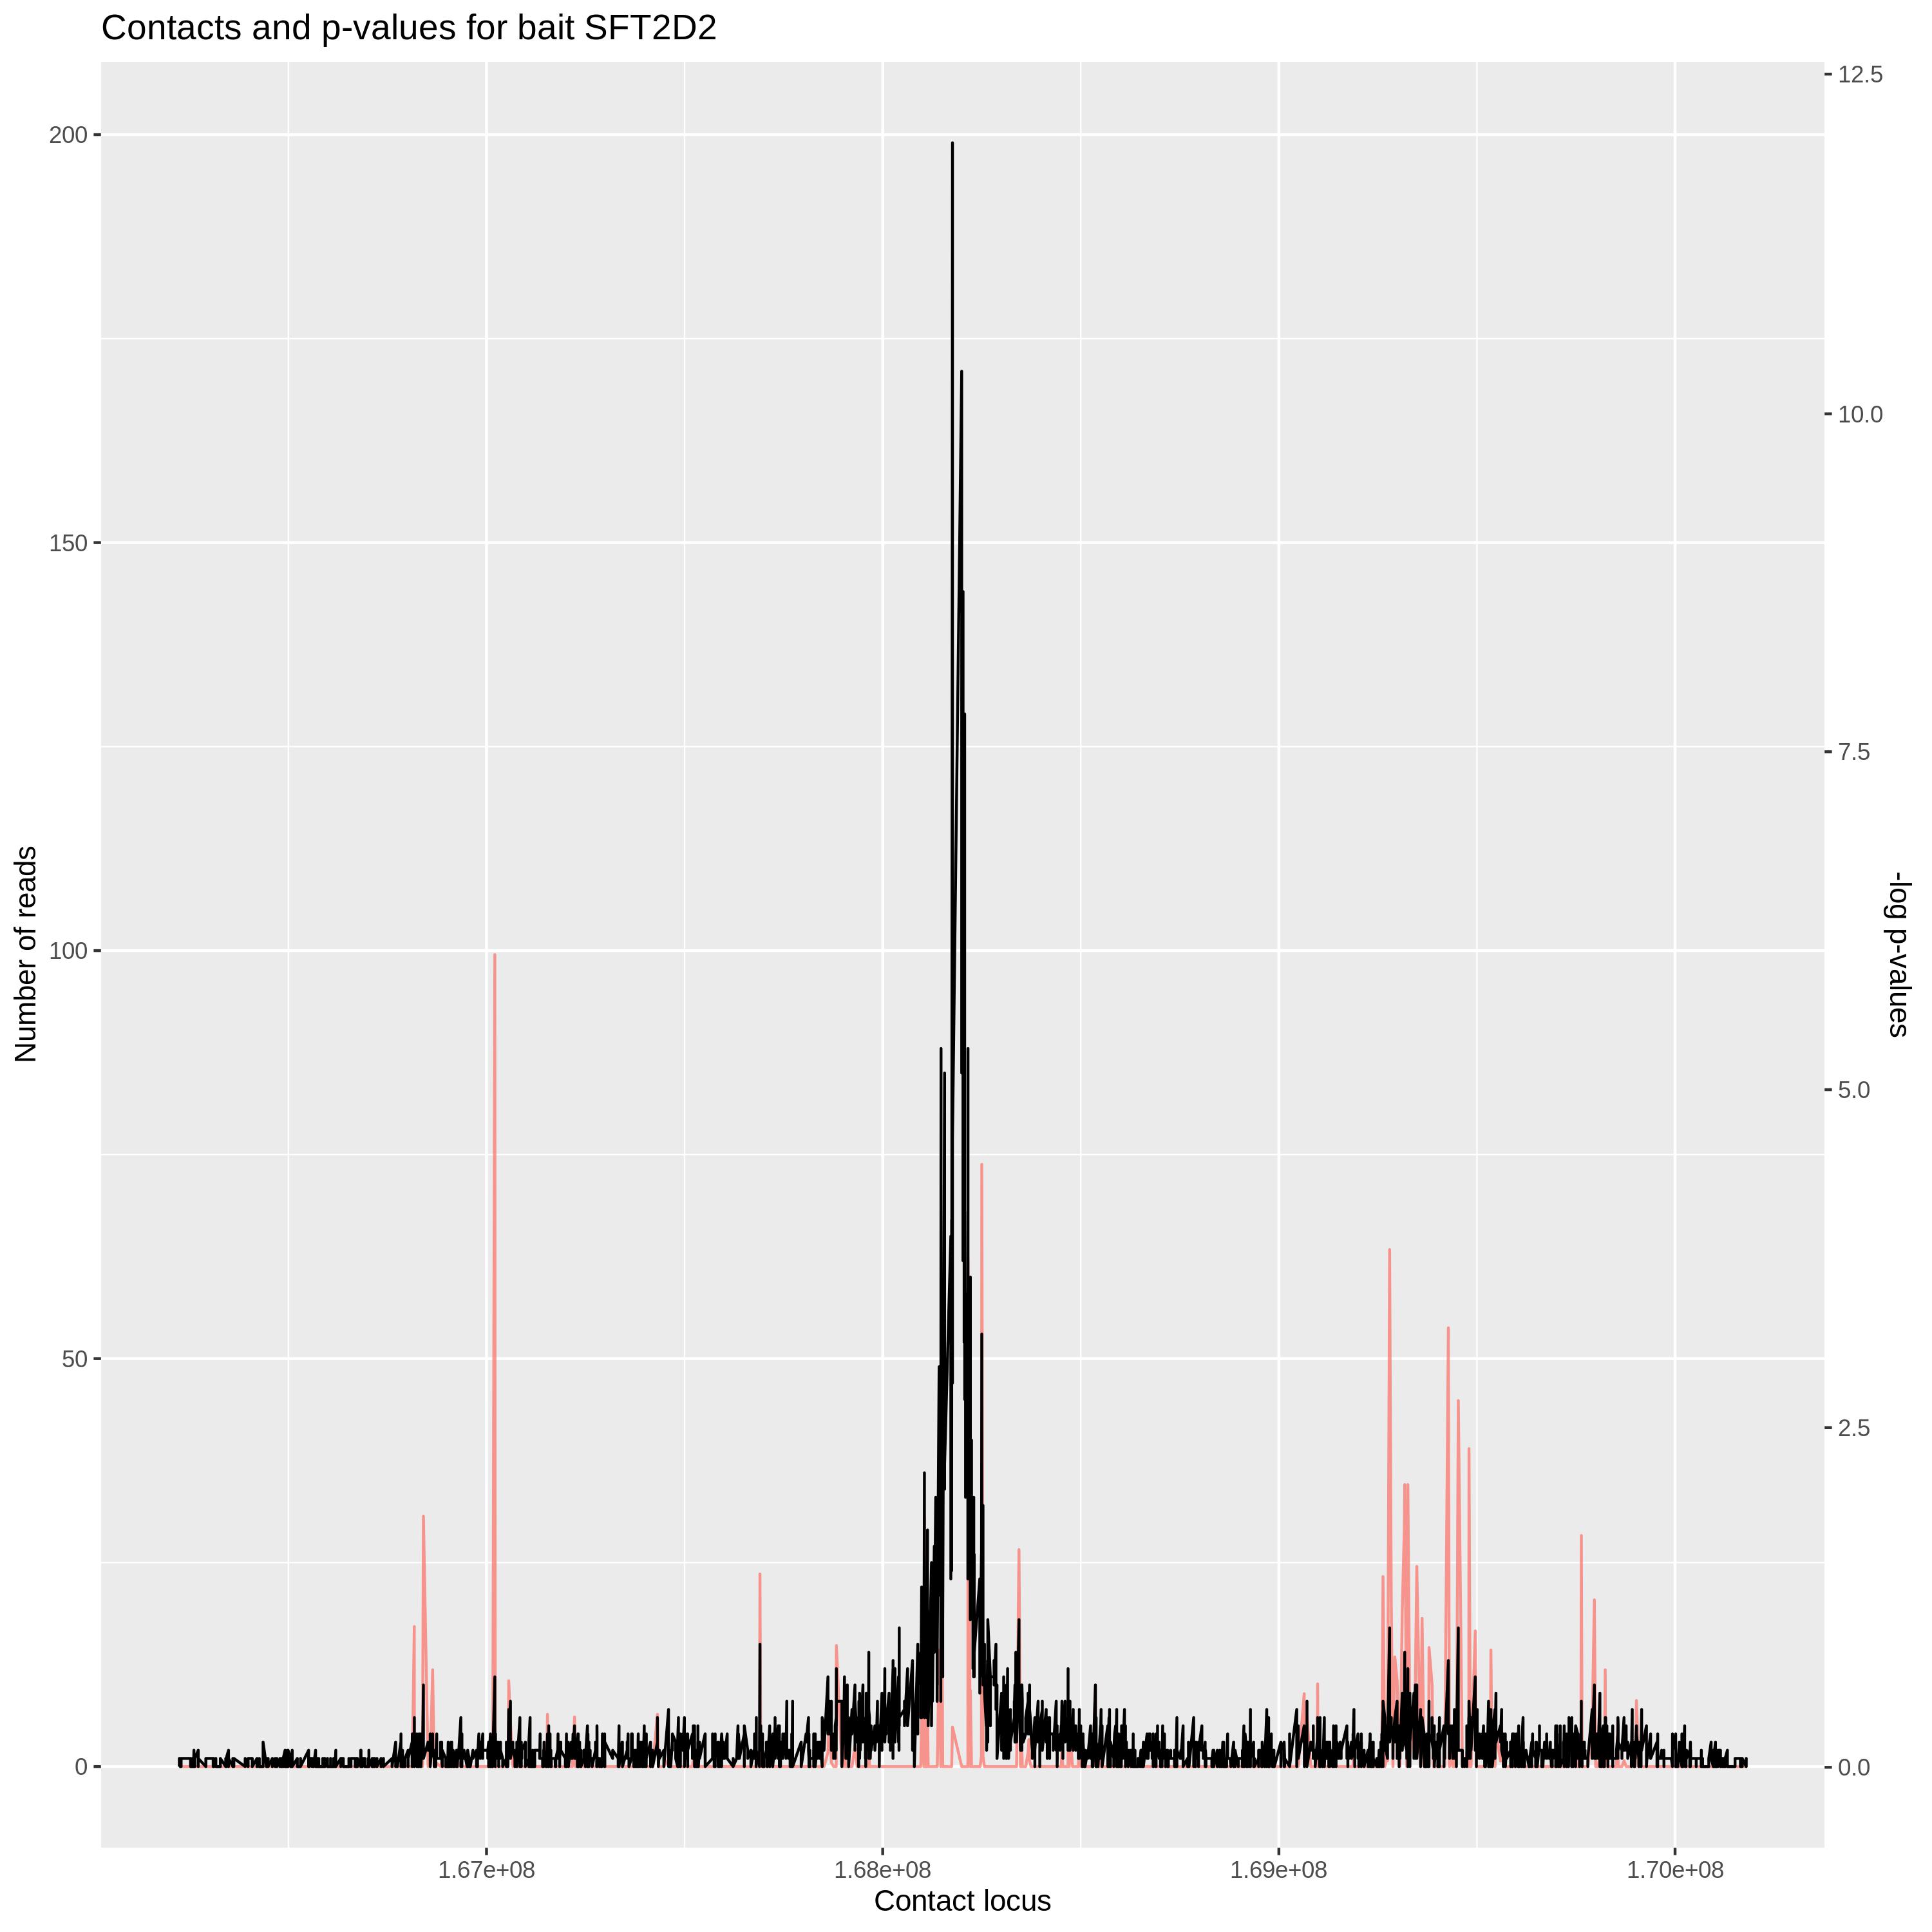 Contacts and p-values for bait SFT2D2
200
150
100
50
0
Number of reads
12.5
10.0
7.5
5.0
2.5
0.0
-log p-values
1.67e+08
1.68e+08
1.69e+08
1.70e+08
Contact locus